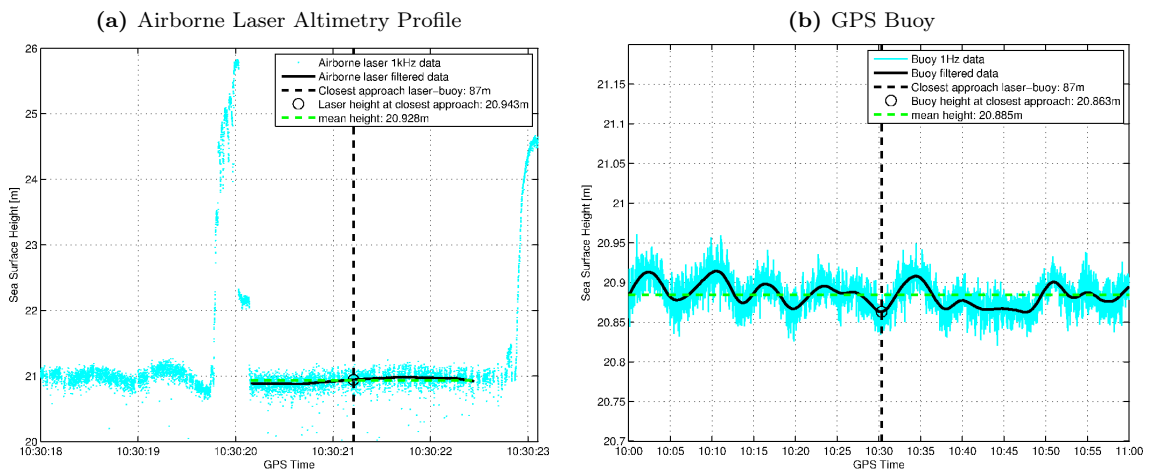 (a) Airborne Laser Altimetry Profile
26
25
24
23
22
21
20
Sea Surface Height [m]
10:30:18
10:30:19
10:30:20
10:30:21
10:30:22
10:30:23
GPS Time
Airborne laser 1kHz data
Airborne laser filtered data
Closest approach laser-buoy: 87m
Laser height at closest approach: 20.943m
mean height: 20.928m
(b) GPS Buoy
21.15
21.1
21.05
21
20.95
20.9
20.85
20.8
20.75
20.7
Sea Surface Height [m]
10:00
10:05
10:10
10:15
10:20
10:25
10:30
10:35
10:40
10:45
10:50
10:55
11:00
GPS Time
Buoy 1Hz data
Buoy filtered data
Closest approach laser-buoy: 87m
Buoy height at closest approach: 20.863m
mean height: 20.885m